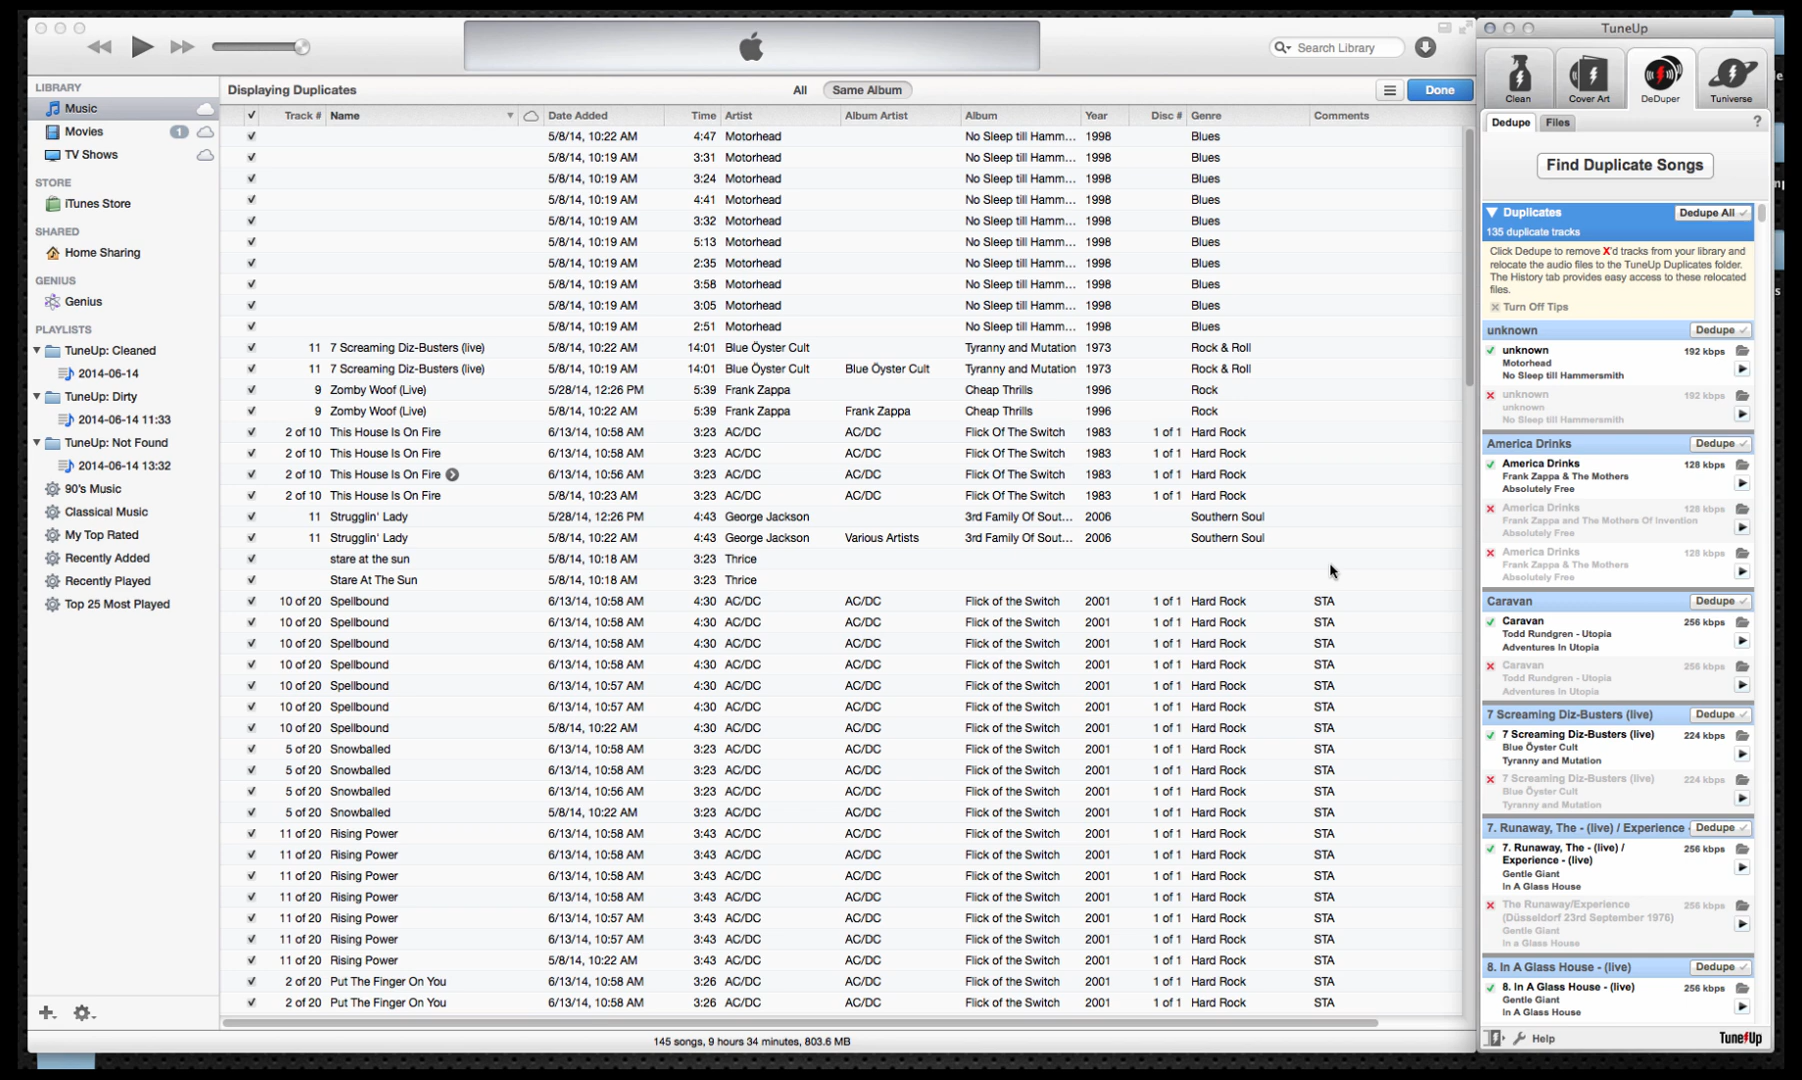 Search Library
TuneUp
Clean
Cover Art
DeDuper
Tuniverse
LIBRARY
Music
Movies 1
TV Shows
STORE
iTunes Store
SHARED
Home Sharing
GENIUS
Genius
PLAYLISTS
TuneUp: Cleaned
2014-06-14
TuneUp: Dirty
2014-06-14 11:33
TuneUp: Not Found
2014-06-14 13:32
90's Music
Classical Music
My Top Rated
Recently Added
Recently Played
Top 25 Most Played
Displaying Duplicates All Same Album Done
Track # Name Date Added Time Artist Album Artist Album Year Disc # Genre Comments
5/8/14, 10:22 AM 4:47 Motorhead No Sleep till Hamm... 1998 Blues
5/8/14, 10:19 AM 3:31 Motorhead No Sleep till Hamm... 1998 Blues
5/8/14, 10:19 AM 3:24 Motorhead No Sleep till Hamm... 1998 Blues
5/8/14, 10:19 AM 4:41 Motorhead No Sleep till Hamm... 1998 Blues
5/8/14, 10:19 AM 3:32 Motorhead No Sleep till Hamm... 1998 Blues
5/8/14, 10:19 AM 5:13 Motorhead No Sleep till Hamm... 1998 Blues
5/8/14, 10:19 AM 2:35 Motorhead No Sleep till Hamm... 1998 Blues
5/8/14, 10:19 AM 3:58 Motorhead No Sleep till Hamm... 1998 Blues
5/8/14, 10:19 AM 3:05 Motorhead No Sleep till Hamm... 1998 Blues
5/8/14, 10:19 AM 2:51 Motorhead No Sleep till Hamm... 1998 Blues
11 7 Screaming Diz-Busters (live) 5/8/14, 10:22 AM 14:01 Blue Öyster Cult Tyranny and Mutation 1973 Rock & Roll
11 7 Screaming Diz-Busters (live) 5/8/14, 10:19 AM 14:01 Blue Öyster Cult Blue Öyster Cult Tyranny and Mutation 1973 Rock & Roll
9 Zomby Woof (Live) 5/28/14, 12:26 PM 5:39 Frank Zappa Cheap Thrills 1996 Rock
9 Zomby Woof (Live) 5/8/14, 10:22 AM 5:39 Frank Zappa Frank Zappa Cheap Thrills 1996 Rock
2 of 10 This House Is On Fire 6/13/14, 10:58 AM 3:23 AC/DC AC/DC Flick Of The Switch 1983 1 of 1 Hard Rock
2 of 10 This House Is On Fire 6/13/14, 10:58 AM 3:23 AC/DC AC/DC Flick Of The Switch 1983 1 of 1 Hard Rock
2 of 10 This House Is On Fire 6/13/14, 10:56 AM 3:23 AC/DC AC/DC Flick Of The Switch 1983 1 of 1 Hard Rock
2 of 10 This House Is On Fire 5/8/14, 10:23 AM 3:23 AC/DC AC/DC Flick Of The Switch 1983 1 of 1 Hard Rock
11 Strugglin' Lady 5/28/14, 12:26 PM 4:43 George Jackson 3rd Family Of Sout... 2006 Southern Soul
11 Strugglin' Lady 5/8/14, 10:22 AM 4:43 George Jackson Various Artists 3rd Family Of Sout... 2006 Southern Soul
stare at the sun 5/8/14, 10:18 AM 3:23 Thrice
Stare At The Sun 5/8/14, 10:18 AM 3:23 Thrice
10 of 20 Spellbound 6/13/14, 10:58 AM 4:30 AC/DC AC/DC Flick of the Switch 2001 1 of 1 Hard Rock STA
10 of 20 Spellbound 6/13/14, 10:58 AM 4:30 AC/DC AC/DC Flick of the Switch 2001 1 of 1 Hard Rock STA
10 of 20 Spellbound 6/13/14, 10:58 AM 4:30 AC/DC AC/DC Flick of the Switch 2001 1 of 1 Hard Rock STA
10 of 20 Spellbound 6/13/14, 10:58 AM 4:30 AC/DC AC/DC Flick of the Switch 2001 1 of 1 Hard Rock STA
10 of 20 Spellbound 6/13/14, 10:57 AM 4:30 AC/DC AC/DC Flick of the Switch 2001 1 of 1 Hard Rock STA
10 of 20 Spellbound 6/13/14, 10:57 AM 4:30 AC/DC AC/DC Flick of the Switch 2001 1 of 1 Hard Rock STA
10 of 20 Spellbound 5/8/14, 10:22 AM 4:30 AC/DC AC/DC Flick of the Switch 2001 1 of 1 Hard Rock STA
5 of 20 Snowballed 6/13/14, 10:58 AM 3:23 AC/DC AC/DC Flick of the Switch 2001 1 of 1 Hard Rock STA
5 of 20 Snowballed 6/13/14, 10:58 AM 3:23 AC/DC AC/DC Flick of the Switch 2001 1 of 1 Hard Rock STA
5 of 20 Snowballed 6/13/14, 10:56 AM 3:23 AC/DC AC/DC Flick of the Switch 2001 1 of 1 Hard Rock STA
5 of 20 Snowballed 5/8/14, 10:22 AM 3:23 AC/DC AC/DC Flick of the Switch 2001 1 of 1 Hard Rock STA
11 of 20 Rising Power 6/13/14, 10:58 AM 3:43 AC/DC AC/DC Flick of the Switch 2001 1 of 1 Hard Rock STA
11 of 20 Rising Power 6/13/14, 10:58 AM 3:43 AC/DC AC/DC Flick of the Switch 2001 1 of 1 Hard Rock STA
11 of 20 Rising Power 6/13/14, 10:58 AM 3:43 AC/DC AC/DC Flick of the Switch 2001 1 of 1 Hard Rock STA
11 of 20 Rising Power 6/13/14, 10:58 AM 3:43 AC/DC AC/DC Flick of the Switch 2001 1 of 1 Hard Rock STA
11 of 20 Rising Power 6/13/14, 10:57 AM 3:43 AC/DC AC/DC Flick of the Switch 2001 1 of 1 Hard Rock STA
11 of 20 Rising Power 6/13/14, 10:57 AM 3:43 AC/DC AC/DC Flick of the Switch 2001 1 of 1 Hard Rock STA
11 of 20 Rising Power 5/8/14, 10:22 AM 3:43 AC/DC AC/DC Flick of the Switch 2001 1 of 1 Hard Rock STA
2 of 20 Put The Finger On You 6/13/14, 10:58 AM 3:26 AC/DC AC/DC Flick of the Switch 2001 1 of 1 Hard Rock STA
2 of 20 Put The Finger On You 6/13/14, 10:58 AM 3:26 AC/DC AC/DC Flick of the Switch 2001 1 of 1 Hard Rock STA
145 songs, 9 hours 34 minutes, 803.6 MB
Dedupe Files ?
Find Duplicate Songs
Duplicates Dedupe All
135 duplicate tracks
Click Dedupe to remove X'd tracks from your library and
relocate the audio files to the TuneUp Duplicates folder.
The History tab provides easy access to these relocated
files.
Turn Off Tips
unknown Dedupe
unknown 192 kbps
Motorhead
No Sleep till Hammersmith
unknown 192 kbps
unknown
No Sleep till Hammersmith
America Drinks Dedupe
America Drinks 128 kbps
Frank Zappa & The Mothers
Absolutely Free
America Drinks 128 kbps
Frank Zappa and The Mothers Of Invention
Absolutely Free
America Drinks 128 kbps
Frank Zappa & The Mothers
Absolutely Free
Caravan Dedupe
Caravan 256 kbps
Todd Rundgren - Utopia
Adventures In Utopia
Caravan 256 kbps
Todd Rundgren - Utopia
Adventures In Utopia
7 Screaming Diz-Busters (live) Dedupe
7 Screaming Diz-Busters (live) 224 kbps
Blue Öyster Cult
Tyranny and Mutation
7 Screaming Diz-Busters (live) 224 kbps
Blue Öyster Cult
Tyranny and Mutation
7. Runaway, The - (live) / Experience - Dedupe
7. Runaway, The - (live) / 256 kbps
Experience - (live)
Gentle Giant
In A Glass House
The Runaway/Experience 256 kbps
(Düsseldorf 23rd September 1976)
Gentle Giant
In a Glass House
8. In A Glass House - (live) Dedupe
8. In A Glass House - (live) 256 kbps
Gentle Giant
In A Glass House
Help TuneUp